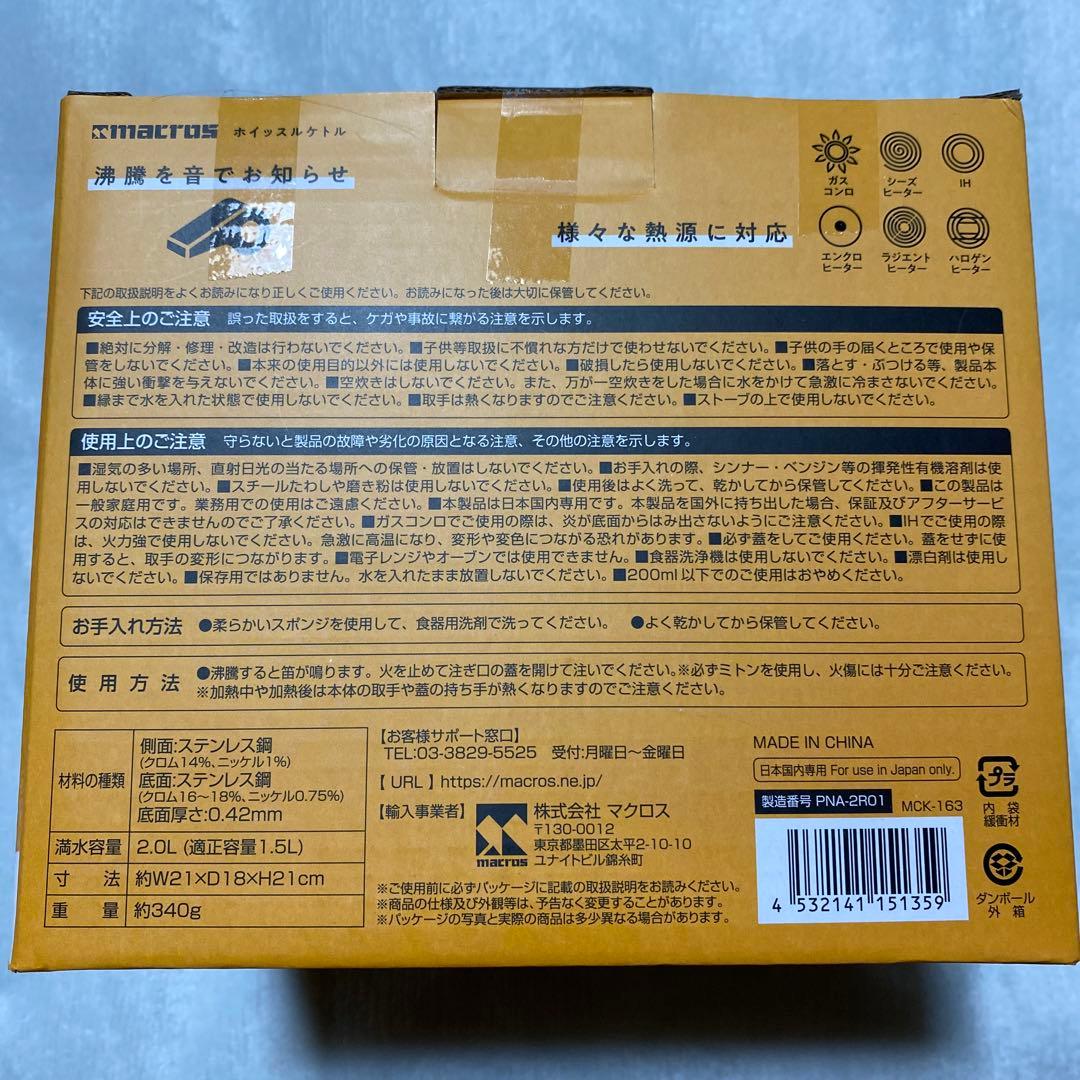 macros ホイッスルケトル
沸騰を音でお知らせ
様々な熱源に対応
ガス
コンロ
シーズ
ヒーター
IH
エンクロ
ヒーター
ラジエント
ヒーター
ハロゲン
ヒーター
下記の取扱説明をよくお読みになり正しくご使用ください。お読みになった後は大切に保管してください。
安全上のご注意 誤った取扱をすると、ケガや事故に繋がる注意を示します。
■絶対に分解・修理・改造は行わないでください。■子供等取扱に不慣れな方だけで使わせないでください。■子供の手の届くところで使用や保
管をしないでください。■本来の使用目的以外には使用しないでください。■破損したら使用しないでください。■落とす・ぶつける等、製品本
体に強い衝撃を与えないでください。■空炊きはしないでください。また、万が一空炊きをした場合に水をかけて急激に冷まさないでください。
■縁まで水を入れた状態で使用しないでください。■取手は熱くなりますのでご注意ください。■ストーブの上で使用しないでください。
使用上のご注意 守らないと製品の故障や劣化の原因となる注意、その他の注意を示します。
■湿気の多い場所、直射日光の当たる場所への保管・放置はしないでください。■お手入れの際、シンナー・ベンジン等の揮発性有機溶剤は使
用しないでください。■スチールたわしや磨き粉は使用しないでください。■使用後はよく洗って、乾かしてから保管してください。■この製品は
一般家庭用です。業務用での使用はご遠慮ください。■本製品は日本国内専用です。本製品を国外に持ち出した場合、保証及びアフターサービ
スの対応はできませんのでご了承ください。■ガスコンロでご使用の際は、炎が底面からはみ出さないようにご注意ください。■IHでご使用の際
は、火力強で使用しないでください。急激に高温になり、変形や変色につながる恐れがあります。■必ず蓋をしてご使用ください。蓋をせずに使
用すると、取手の変形につながります。■電子レンジやオーブンでは使用できません。■食器洗浄機は使用しないでください。■漂白剤は使用し
ないでください。■保存用ではありません。水を入れたまま放置しないでください。■200ml以下でのご使用はおやめください。
お手入れ方法 ●柔らかいスポンジを使用して、食器用洗剤で洗ってください。 ●よく乾かしてから保管してください。
使用方法 ●沸騰すると笛が鳴ります。火を止めて注ぎ口の蓋を開けて注いでください。※必ずミトンを使用し、火傷には十分ご注意ください。
※加熱中や加熱後は本体の取手や蓋の持ち手が熱くなりますのでご注意ください。
材料の種類
側面:ステンレス鋼
(クロム14%、ニッケル1%)
底面:ステンレス鋼
(クロム16〜18%、ニッケル0.75%)
底面厚さ:0.42mm
満水容量 2.0L (適正容量1.5L)
寸法 約W21×D18×H21cm
重量 約340g
【お客様サポート窓口】
TEL:03-3829-5525 受付:月曜日〜金曜日
【URL】https://macros.ne.jp/
【輸入事業者】
macros
株式会社 マクロス
〒130-0012
東京都墨田区太平2-10-10
ユナイトビル錦糸町
※ご使用前に必ずパッケージに記載の取扱説明をお読みください。
※商品の仕様及び外観等は、予告なく変更することがあります。
※パッケージの写真と実際の商品は多少異なる場合があります。
MADE IN CHINA
日本国内専用 For use in Japan only.
製造番号 PNA-2R01 MCK-163
4 532141 151359
プラ
内袋
緩衝材
ダンボール
外箱